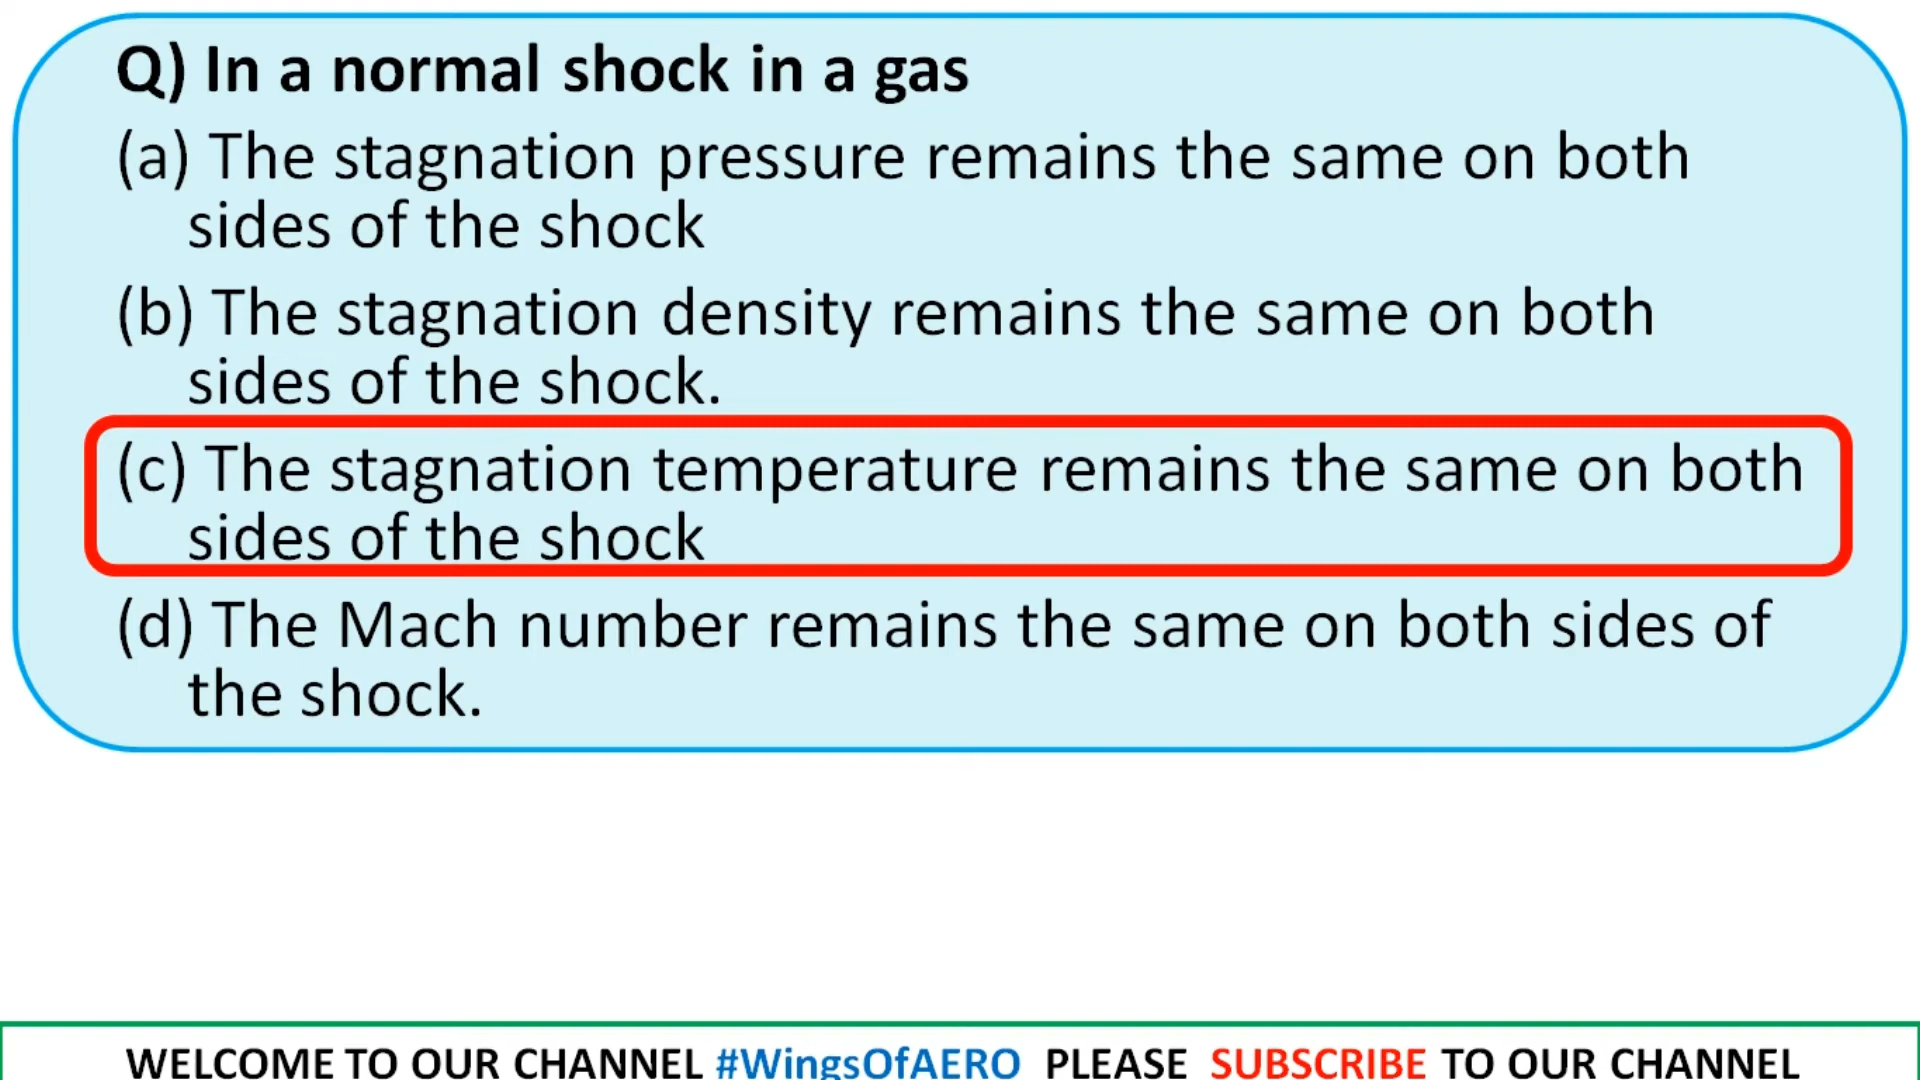 Q) In a normal shock in a gas
(a) The stagnation pressure remains the same on both
sides of the shock
(b) The stagnation density remains the same on both
sides of the shock.
(c) The stagnation temperature remains the same on both
sides of the shock
(d) The Mach number remains the same on both sides of
the shock.
WELCOME TO OUR CHANNEL #WingsOfAERO PLEASE SUBSCRIBE TO OUR CHANNEL